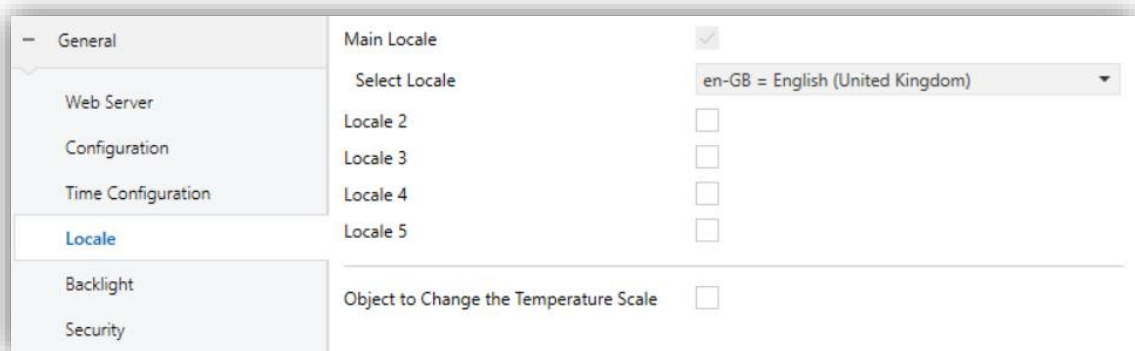 General
Web Server
Configuration
Time Configuration
Locale
Backlight
Security
Main Locale
Select Locale
en-GB = English (United Kingdom)
Locale 2
Locale 3
Locale 4
Locale 5
Object to Change the Temperature Scale